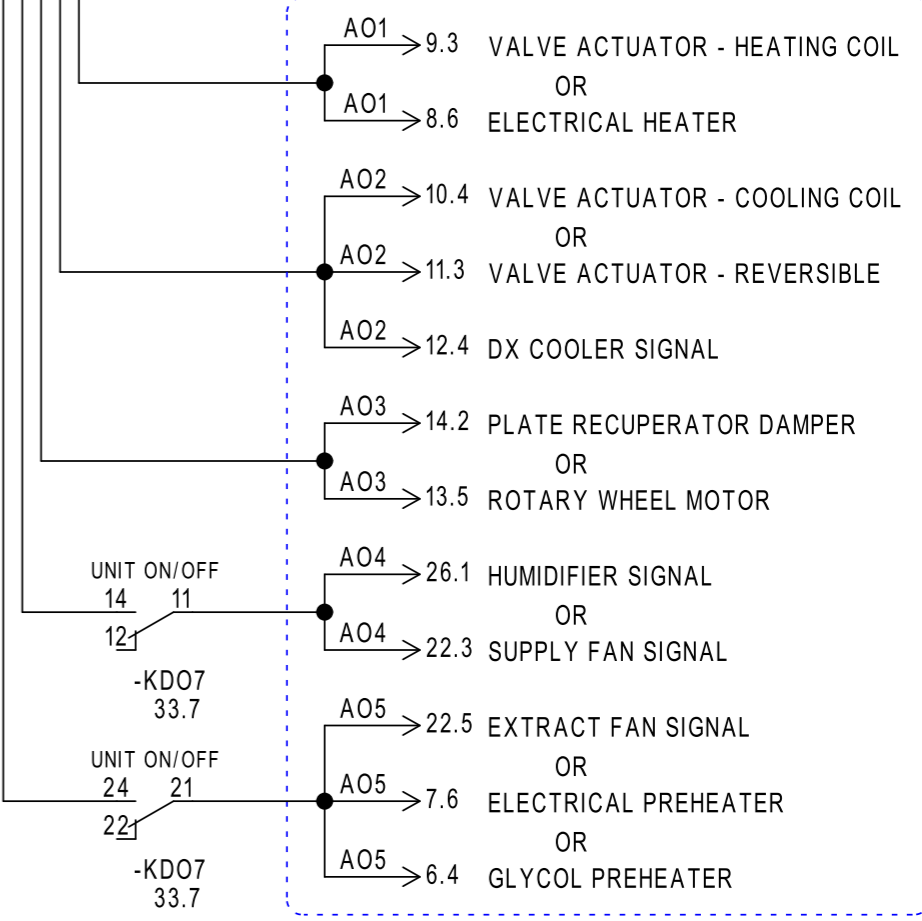 AO1 9.3 VALVE ACTUATOR - HEATING COIL
OR
AO1 8.6 ELECTRICAL HEATER
AO2 10.4 VALVE ACTUATOR - COOLING COIL
OR
AO2 11.3 VALVE ACTUATOR - REVERSIBLE
AO2 12.4 DX COOLER SIGNAL
AO3 14.2 PLATE RECUPERATOR DAMPER
OR
AO3 13.5 ROTARY WHEEL MOTOR
UNIT ON/OFF
14 11
12
-KDO7
33.7
AO4 26.1 HUMIDIFIER SIGNAL
OR
AO4 22.3 SUPPLY FAN SIGNAL
UNIT ON/OFF
24 21
22
-KDO7
33.7
AO5 22.5 EXTRACT FAN SIGNAL
OR
AO5 7.6 ELECTRICAL PREHEATER
OR
AO5 6.4 GLYCOL PREHEATER